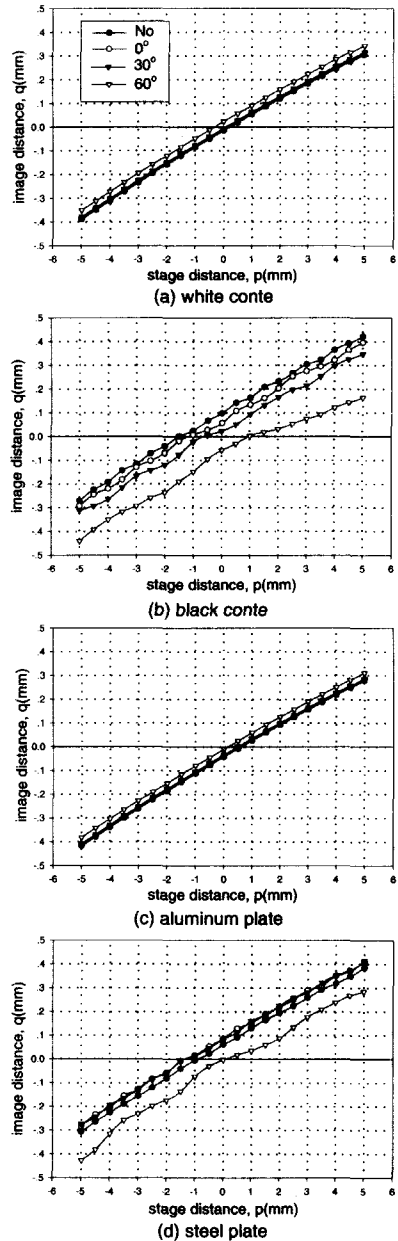 No
0°
30°
60°
image distance, q(mm)
.5
.4
.3
.2
.1
0.0
.1
.2
.3
.4
.5
-6 -5 -4 -3 -2 -1 0 1 2 3 4 5 6
stage distance, p(mm)
(a) white conte
image distance, q(mm)
.5
.4
.3
.2
.1
0.0
.1
.2
.3
.4
.5
-6 -5 -4 -3 -2 -1 0 1 2 3 4 5 6
stage distance, p(mm)
(b) black conte
image distance, q(mm)
.5
.4
.3
.2
.1
0.0
.1
.2
.3
.4
.5
-6 -5 -4 -3 -2 -1 0 1 2 3 4 5 6
stage distance, p(mm)
(c) aluminum plate
image distance, q(mm)
.5
.4
.3
.2
.1
0.0
.1
.2
.3
.4
.5
-6 -5 -4 -3 -2 -1 0 1 2 3 4 5 6
stage distance, p(mm)
(d) steel plate